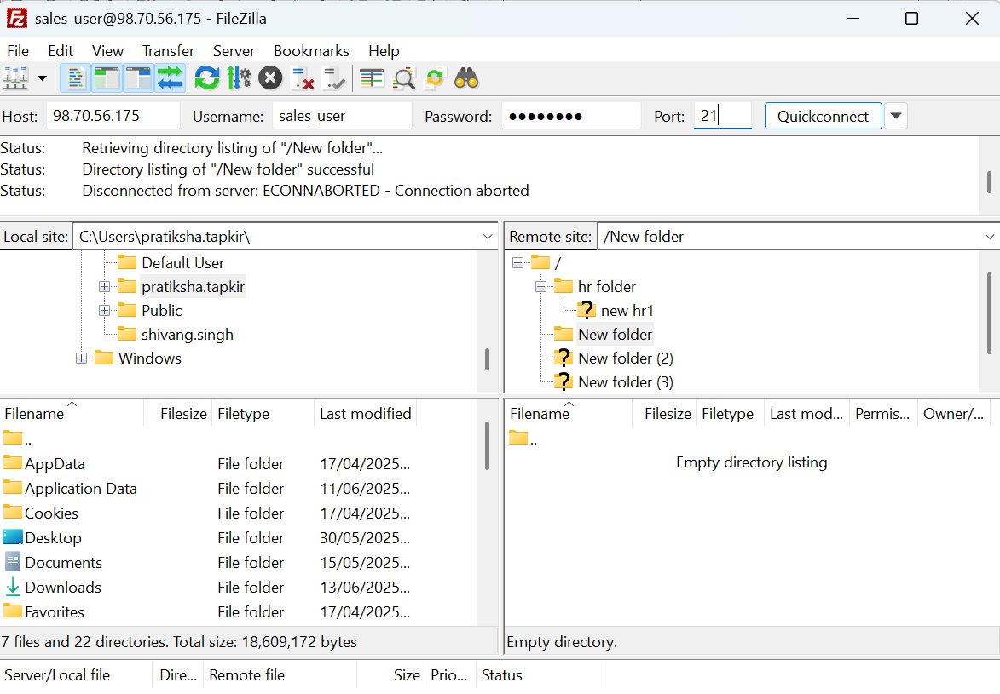 sales_user@98.70.56.175 - FileZilla
File Edit View Transfer Server Bookmarks Help
Host: 98.70.56.175 Username: sales_user Password: ●●●●●●●● Port: 21 Quickconnect
Status: Retrieving directory listing of "/New folder"...
Status: Directory listing of "/New folder" successful
Status: Disconnected from server: ECONNABORTED - Connection aborted
Local site: C:\Users\pratiksha.tapkir\
Default User
pratiksha.tapkir
Public
shivang.singh
Windows
Remote site: /New folder
/
hr folder
new hr1
New folder
New folder (2)
New folder (3)
Filename Filesize Filetype Last modified
..
AppData File folder 17/04/2025...
Application Data File folder 11/06/2025...
Cookies File folder 17/04/2025...
Desktop File folder 30/05/2025...
Documents File folder 15/05/2025...
Downloads File folder 13/06/2025...
Favorites File folder 17/04/2025...
7 files and 22 directories. Total size: 18,609,172 bytes
Filename Filesize Filetype Last mod... Permis... Owner/...
..
Empty directory listing
Empty directory.
Server/Local file Dire... Remote file Size Prio... Status